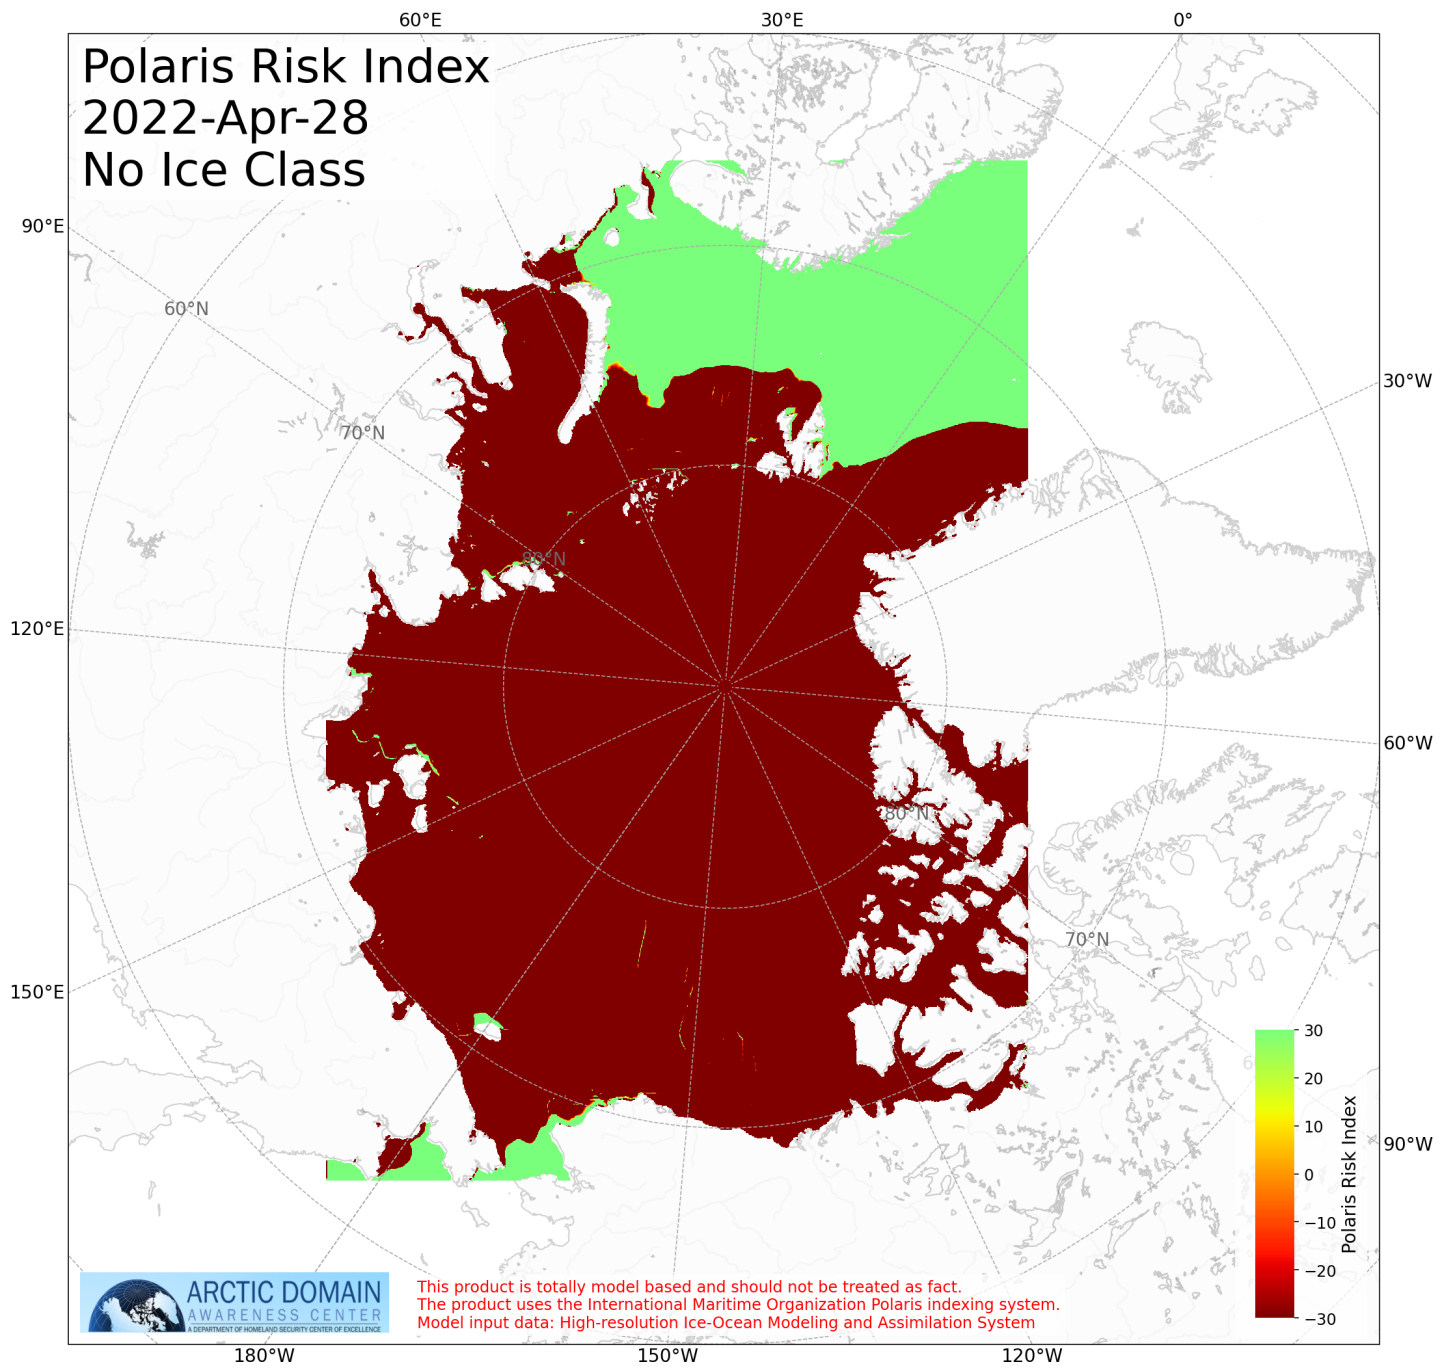 60°E
30°E
0°
Polaris Risk Index
2022-Apr-28
No Ice Class
90°E
60°N
30°W
70°N
80°N
120°E
60°W
80°N
70°N
150°E
30
20
10
0
−10
−20
−30
Polaris Risk Index
90°W
ARCTIC DOMAIN
AWARENESS CENTER
A DEPARTMENT OF HOMELAND SECURITY CENTER OF EXCELLENCE
This product is totally model based and should not be treated as fact.
The product uses the International Maritime Organization Polaris indexing system.
Model input data: High-resolution Ice-Ocean Modeling and Assimilation System
180°W
150°W
120°W